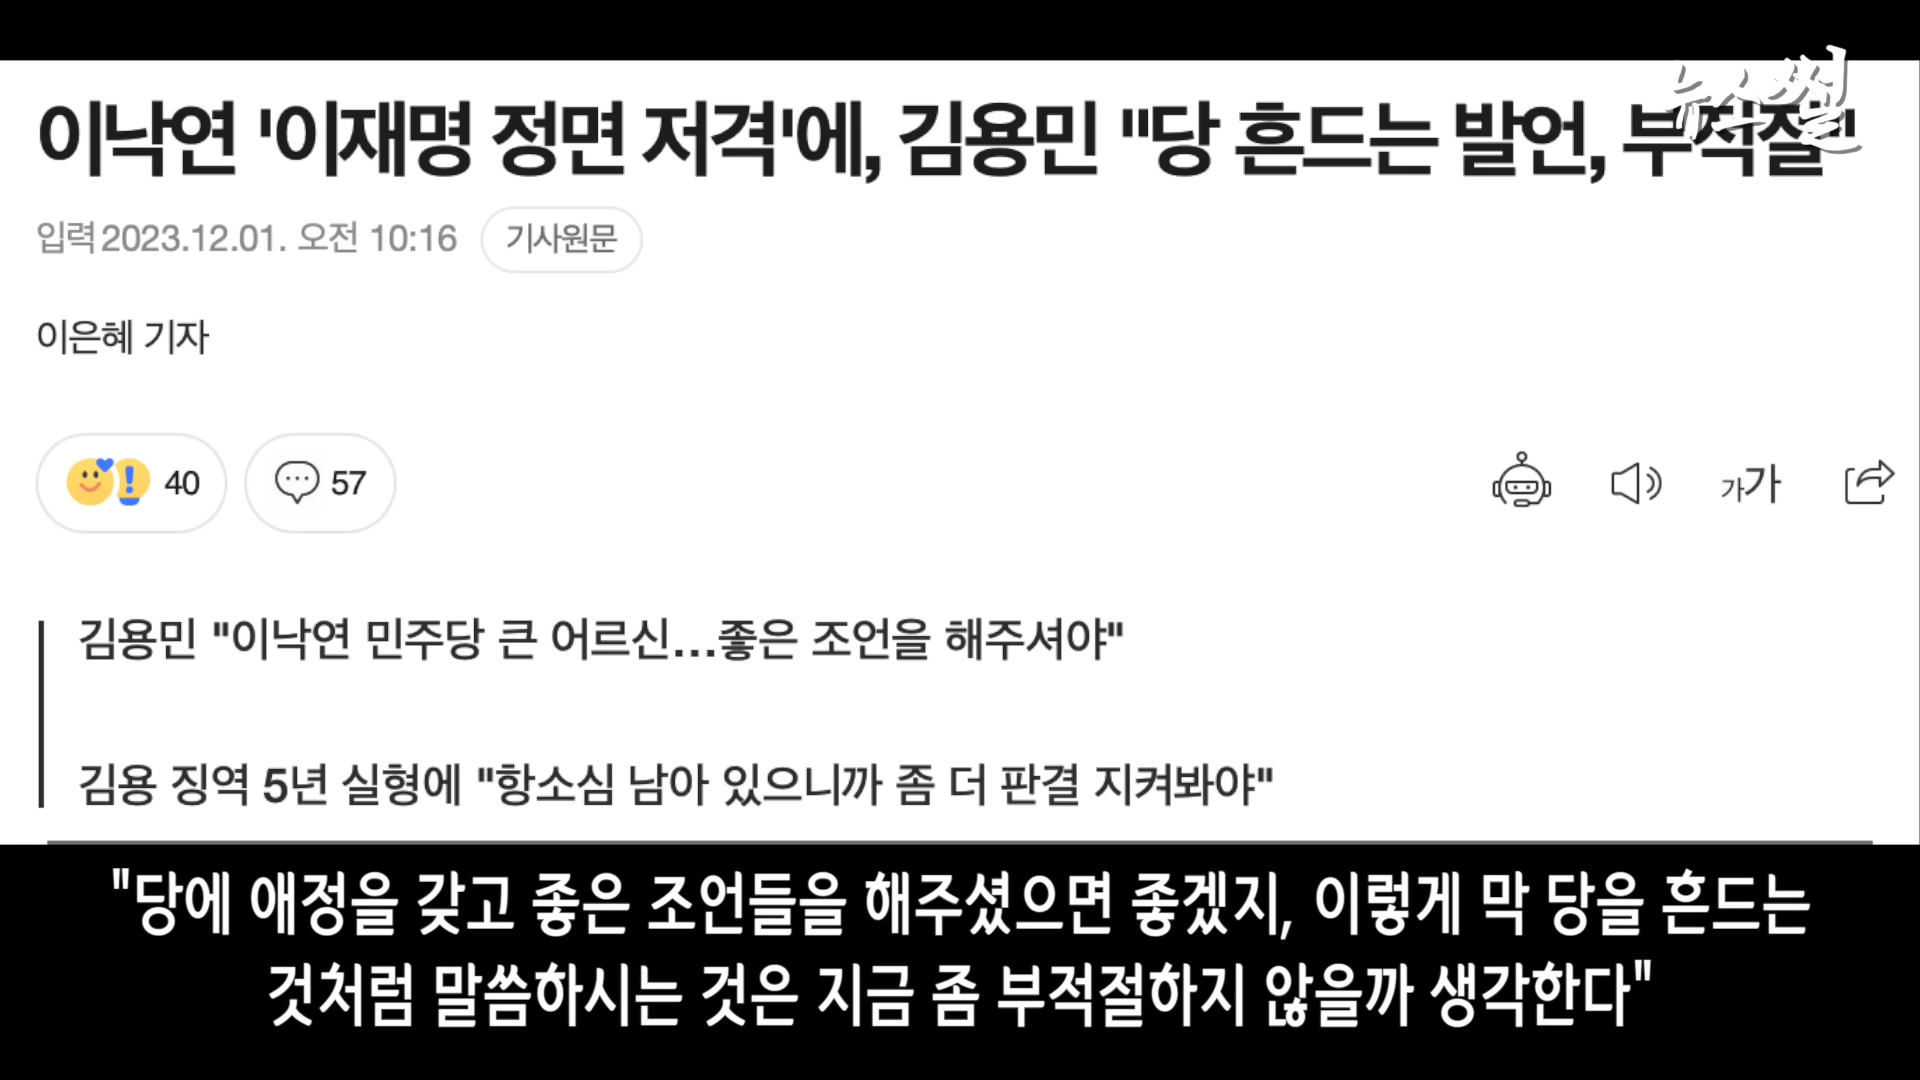 뉴스썰
이낙연 '이재명 정면 저격'에, 김용민 "당 흔드는 발언, 부적절"
입력 2023.12.01. 오전 10:16 기사원문
이은혜 기자
40 57 가가
김용민 "이낙연 민주당 큰 어르신...좋은 조언을 해주셔야"
김용 징역 5년 실형에 "항소심 남아 있으니까 좀 더 판결 지켜봐야"
"당에 애정을 갖고 좋은 조언들을 해주셨으면 좋겠지, 이렇게 막 당을 흔드는
것처럼 말씀하시는 것은 지금 좀 부적절하지 않을까 생각한다"